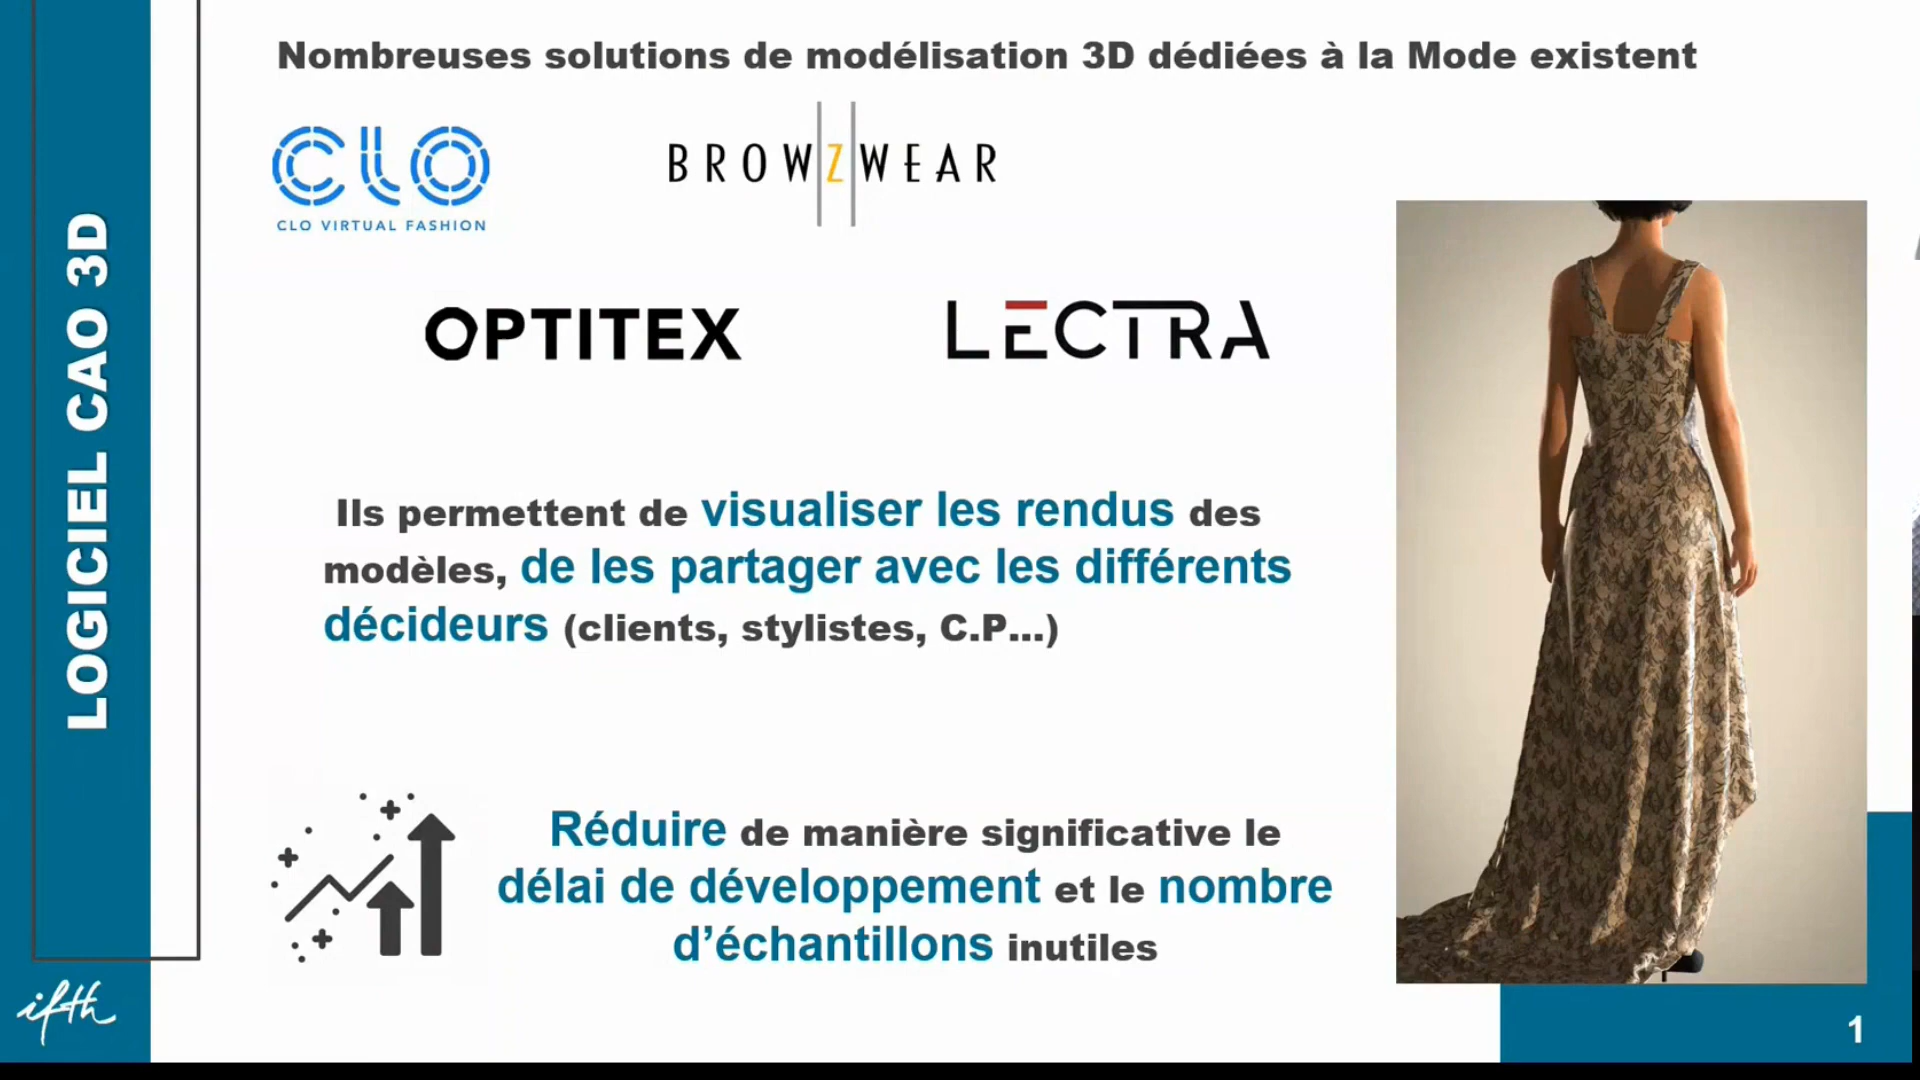 Nombreuses solutions de modélisation 3D dédiées à la Mode existent
CLO
CLO VIRTUAL FASHION
BROWZWEAR
OPTITEX
LECTRA
LOGICIEL CAO 3D
Ils permettent de visualiser les rendus des
modèles, de les partager avec les différents
décideurs (clients, stylistes, C.P...)
Réduire de manière significative le
délai de développement et le nombre
d’échantillons inutiles
ifth
1